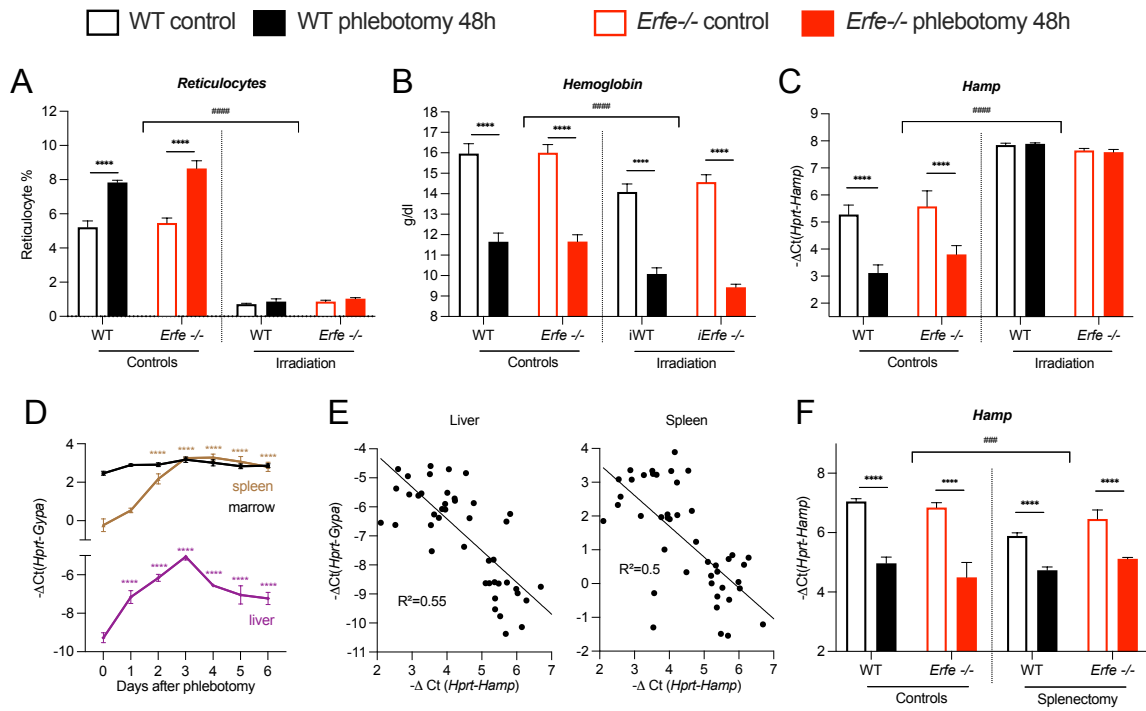 WT control WT phlebotomy 48h Erfe-/- control Erfe-/- phlebotomy 48h
A
Reticulocytes
####
**** ****
Reticulocyte %
12
10
8
6
4
2
0
WT Erfe -/- WT Erfe -/-
Controls Irradiation
B
Hemoglobin
####
**** **** **** ****
g/dl
18
17
16
15
14
13
12
11
10
9
8
WT Erfe -/- iWT iErfe -/-
Controls Irradiation
C
Hamp
####
**** ****
-ΔCt(Hprt-Hamp)
9
8
7
6
5
4
3
WT Erfe -/- WT Erfe -/-
Controls Irradiation
D
-ΔCt(Hprt-Gypa)
4
2
0
-6
-8
-10
**** **** **** **** ****
spleen
marrow
**** **** **** **** **** ****
liver
0 1 2 3 4 5 6
Days after phlebotomy
E
Liver
-ΔCt(Hprt-Gypa)
-4
-5
-6
-7
-8
-9
-10
-11
R²=0.55
2 3 4 5 6 7
-Δ Ct (Hprt-Hamp)
Spleen
4
3
2
1
0
-1
-2
R²=0.5
2 3 4 5 6 7
-Δ Ct (Hprt-Hamp)
F
Hamp
###
**** **** **** ****
-ΔCt(Hprt-Hamp)
8
6
4
2
WT Erfe -/- WT Erfe -/-
Controls Splenectomy